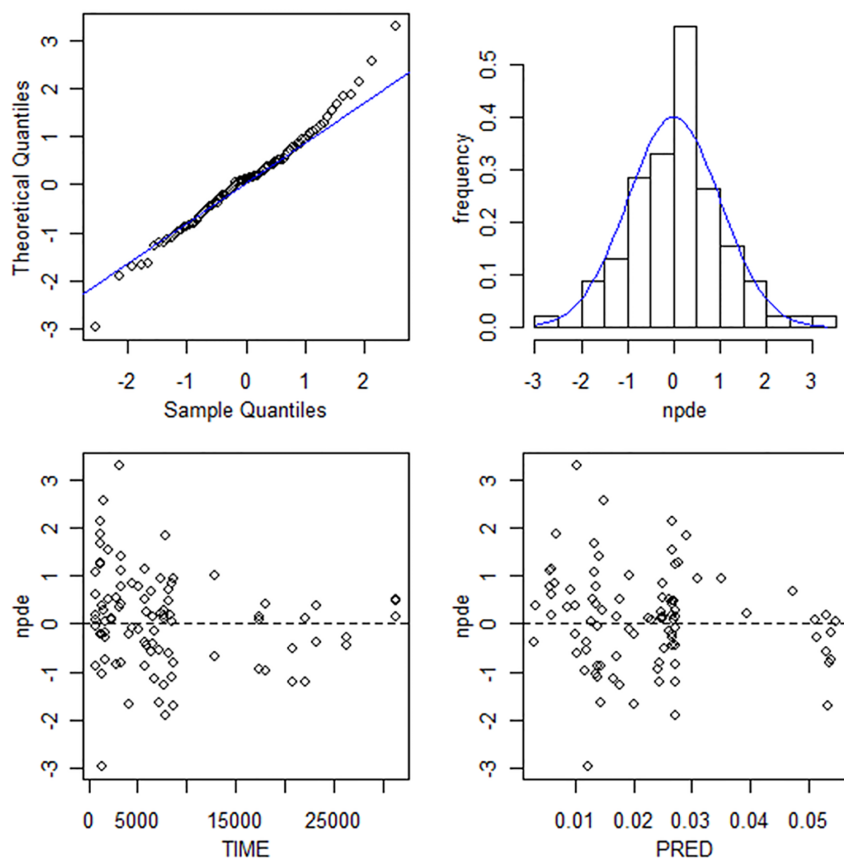 3
2
1
0
-1
-2
-3
Theoretical Quantiles
-2 -1 0 1 2
Sample Quantiles
0.5
0.4
0.3
0.2
0.1
0.0
frequency
-3 -2 -1 0 1 2 3
npde
3
2
1
0
-1
-2
-3
npde
0 5000 15000 25000
TIME
3
2
1
0
-1
-2
-3
npde
0.01 0.02 0.03 0.04 0.05
PRED